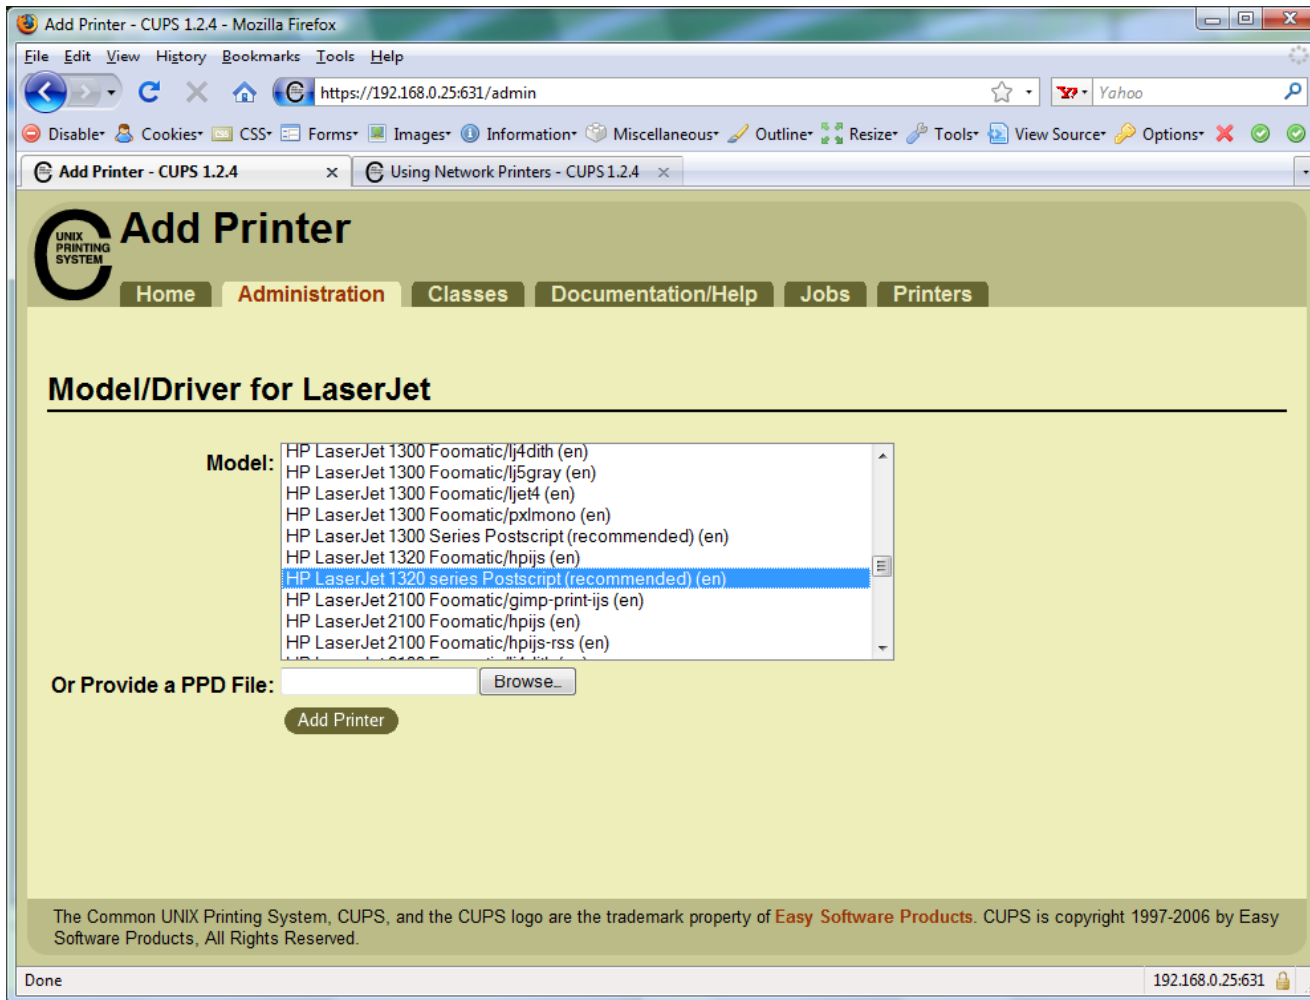 Add Printer - CUPS 1.2.4 - Mozilla Firefox
File Edit View History Bookmarks Tools Help
https://192.168.0.25:631/admin
Yahoo
Disable Cookies CSS Forms Images Information Miscellaneous Outline Resize Tools View Source Options
Add Printer - CUPS 1.2.4
Using Network Printers - CUPS 1.2.4
UNIX
PRINTING
SYSTEM
Add Printer
Home Administration Classes Documentation/Help Jobs Printers
Model/Driver for LaserJet
Model:
HP LaserJet 1300 Foomatic/lj4dith (en)
HP LaserJet 1300 Foomatic/lj5gray (en)
HP LaserJet 1300 Foomatic/ljet4 (en)
HP LaserJet 1300 Foomatic/pxlmono (en)
HP LaserJet 1300 Series Postscript (recommended) (en)
HP LaserJet 1320 Foomatic/hpijs (en)
HP LaserJet 1320 series Postscript (recommended) (en)
HP LaserJet 2100 Foomatic/gimp-print-ijs (en)
HP LaserJet 2100 Foomatic/hpijs (en)
HP LaserJet 2100 Foomatic/hpijs-rss (en)
Or Provide a PPD File:
Browse...
Add Printer
The Common UNIX Printing System, CUPS, and the CUPS logo are the trademark property of Easy Software Products. CUPS is copyright 1997-2006 by Easy
Software Products, All Rights Reserved.
Done
192.168.0.25:631